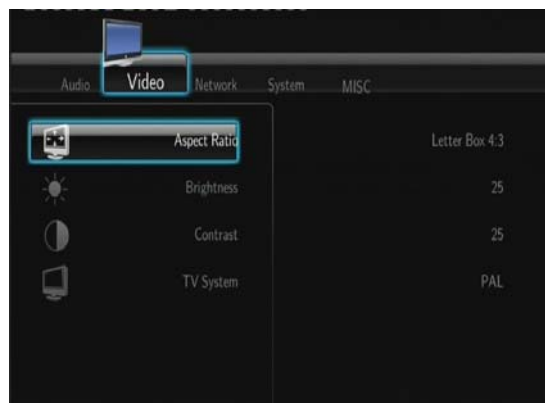 Audio Video Network System MISC
Aspect Ratio Letter Box 4:3
Brightness 25
Contrast 25
TV System PAL